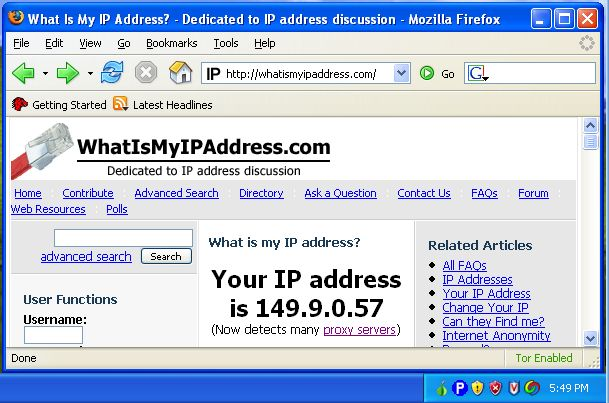 What Is My IP Address? - Dedicated to IP address discussion - Mozilla Firefox
File Edit View Go Bookmarks Tools Help
IP http://whatismyipaddress.com/ Go G
Getting Started Latest Headlines
WhatIsMyIPAddress.com
Dedicated to IP address discussion
Home : Contribute : Advanced Search : Directory : Ask a Question : Contact Us : FAQs : Forum :
Web Resources : Polls
advanced search Search
User Functions
Username:
What is my IP address?
Your IP address
is 149.9.0.57
(Now detects many proxy servers)
Related Articles
All FAQs
IP Addresses
Your IP Address
Change Your IP
Can they Find me?
Internet Anonymity
Done Tor Enabled
P 5:49 PM